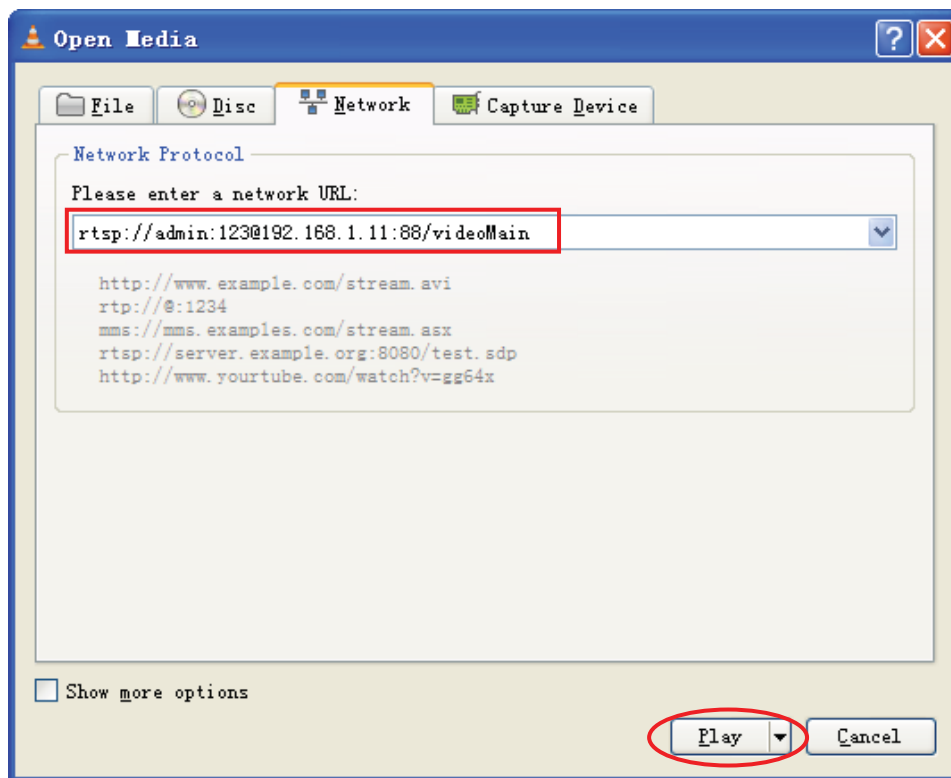 Open Media
File Disc Network Capture Device
Network Protocol
Please enter a network URL:
rtsp://admin:123@192.168.1.11:88/videoMain
http://www.example.com/stream.avi
rtp://@:1234
mms://mms.examples.com/stream.asx
rtsp://server.example.org:8080/test.sdp
http://www.yourtube.com/watch?v=gg64x
Show more options
Play Cancel